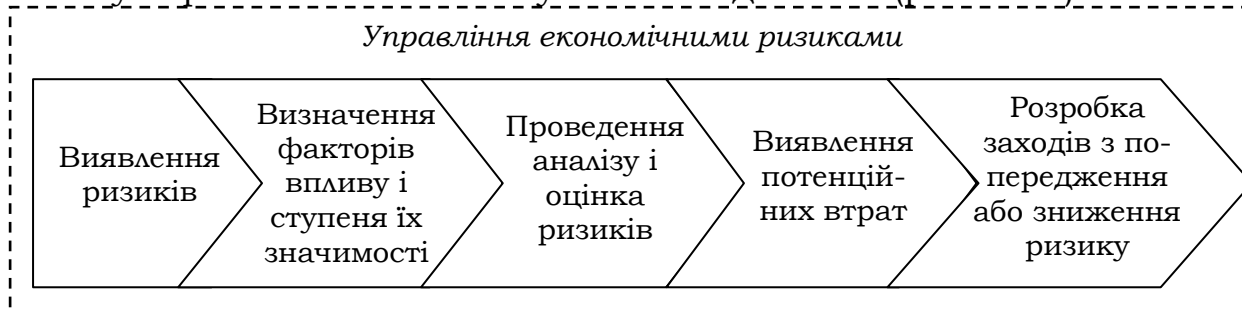 Управління економічними ризиками
Виявлення
ризиків
Визначення
факторів
впливу і
ступеня їх
значимості
Проведення
аналізу і
оцінка
ризиків
Виявлення
потенцій-
них втрат
Розробка
заходів з по-
передження
або зниження
ризику